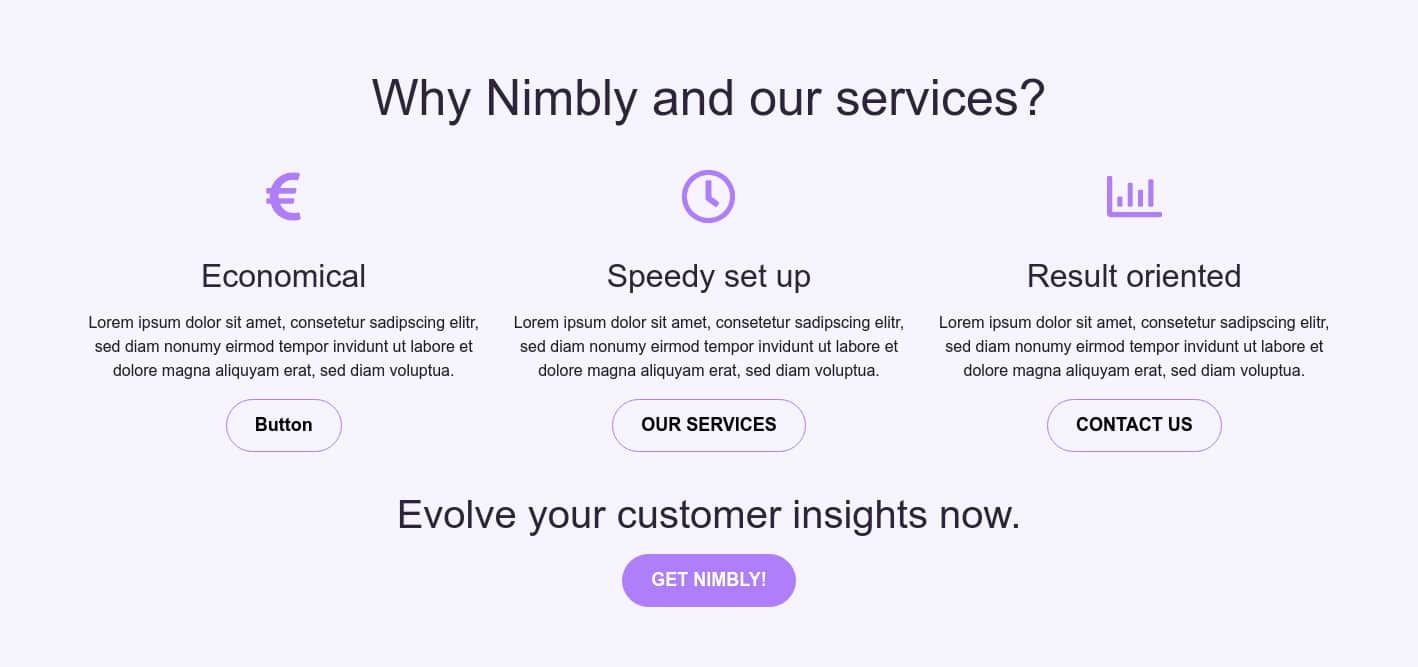 Why Nimbly and our services?
Economical
Lorem ipsum dolor sit amet, consetetur sadipscing elitr,
sed diam nonumy eirmod tempor invidunt ut labore et
dolore magna aliquyam erat, sed diam voluptua.
Button
Speedy set up
Lorem ipsum dolor sit amet, consetetur sadipscing elitr,
sed diam nonumy eirmod tempor invidunt ut labore et
dolore magna aliquyam erat, sed diam voluptua.
OUR SERVICES
Result oriented
Lorem ipsum dolor sit amet, consetetur sadipscing elitr,
sed diam nonumy eirmod tempor invidunt ut labore et
dolore magna aliquyam erat, sed diam voluptua.
CONTACT US
Evolve your customer insights now.
GET NIMBLY!